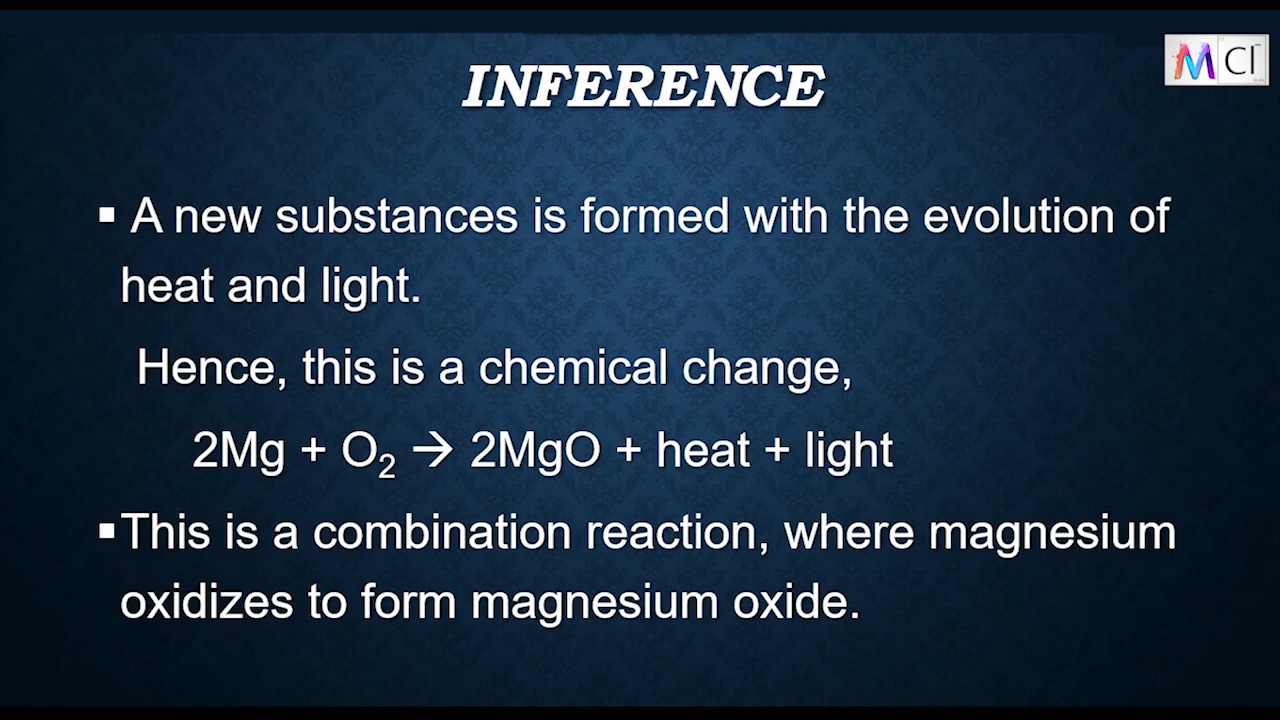 INFERENCE
MCl
▪ A new substances is formed with the evolution of
heat and light.
Hence, this is a chemical change,
2Mg + O₂ → 2MgO + heat + light
▪This is a combination reaction, where magnesium
oxidizes to form magnesium oxide.